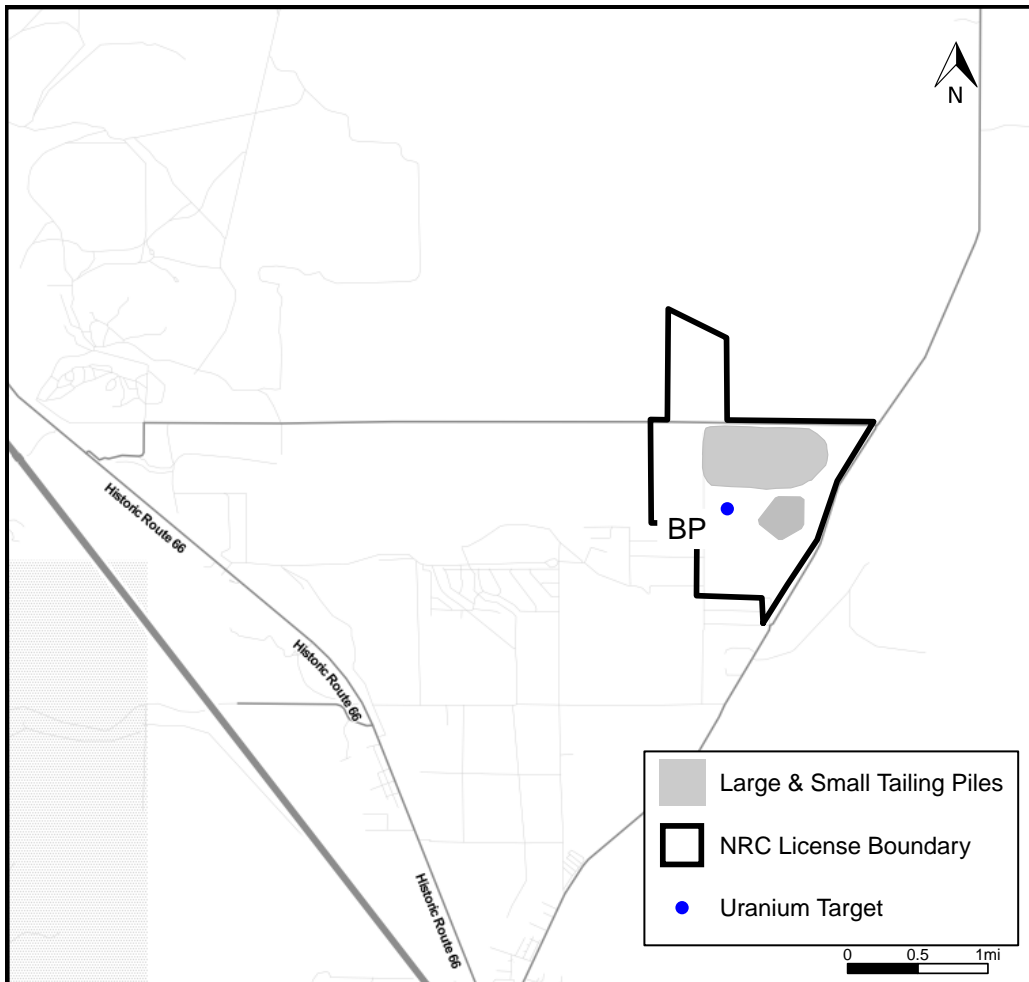 N
BP
Historic Route 66
Historic Route 66
Historic Route 66
Large & Small Tailing Piles
NRC License Boundary
Uranium Target
0 0.5 1mi